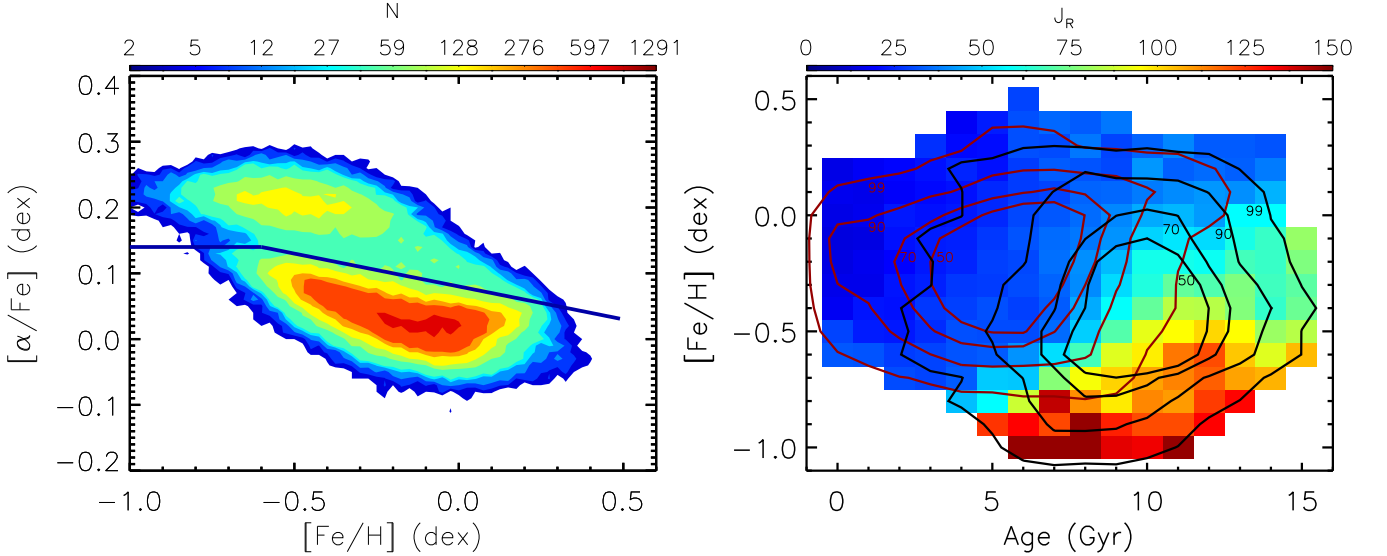 N
2 5 12 27 59 128 276 597 1291
0.4
0.3
0.2
0.1
0.0
−0.1
−0.2
[α/Fe] (dex)
−1.0 −0.5 0.0 0.5
[Fe/H] (dex)
J_R
0 25 50 75 100 125 150
0.5
0.0
−0.5
−1.0
[Fe/H] (dex)
99
90
70 50
99
90
70
50
0 5 10 15
Age (Gyr)